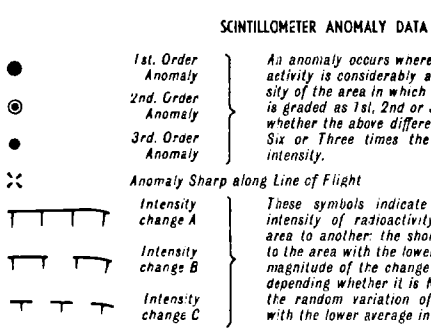 SCINTILLOMETER ANOMALY DATA
1st. Order
Anomaly
2nd. Order
Anomaly
3rd. Order
Anomaly
An anomaly occurs where
activity is considerably a
sity of the area in which
is graded as 1st, 2nd or
whether the above differe
Six or Three times the
intensity.
Anomaly Sharp along Line of Flight
Intensity
change A
Intensity
change B
Intensity
change C
These symbols indicate
intensity of radioactivity
area to another: the shor
to the area with the lower
magnitude of the change
depending whether it is
the random variation of
with the lower average in